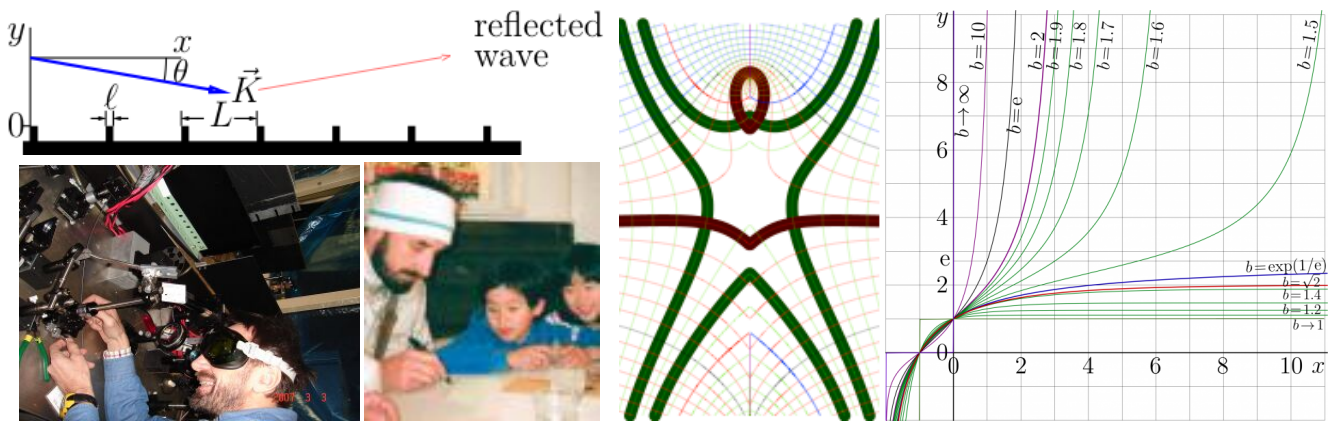 y
x
θ
K
reflected
wave
ℓ
L
0
2007 3 3
y
8
6
4
e
2
0
b→∞
b=10
b=e
b=2
b=1.9
b=1.8
b=1.7
b=1.6
b=1.5
b=exp(1/e)
b=√2
b=1.4
b=1.2
b→1
0 2 4 6 8 10 x